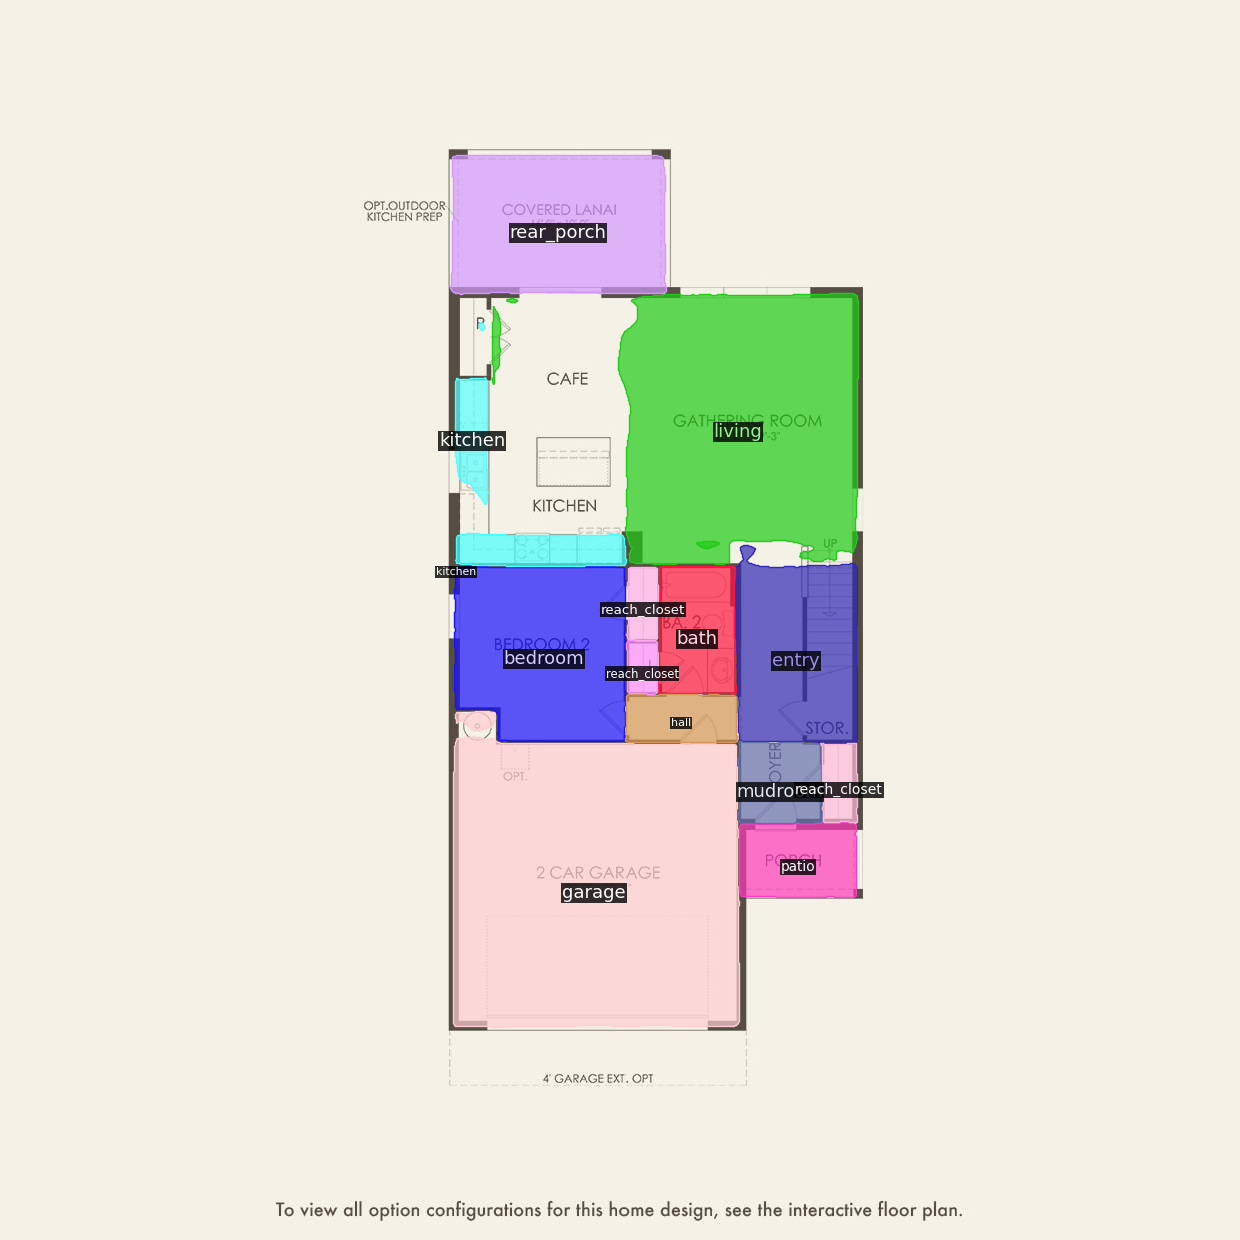 OPT.OUTDOOR
KITCHEN PREP
COVERED LANAI
rear_porch
P
CAFE
GATHERING ROOM
living
kitchen
KITCHEN
UP
kitchen
reach_closet
BA. 2
bath
BEDROOM 2
bedroom
entry
reach_closet
hall
STOR.
OPT.
mudro
reach_closet
PORCH
patio
2 CAR GARAGE
garage
4' GARAGE EXT. OPT
To view all option configurations for this home design, see the interactive floor plan.